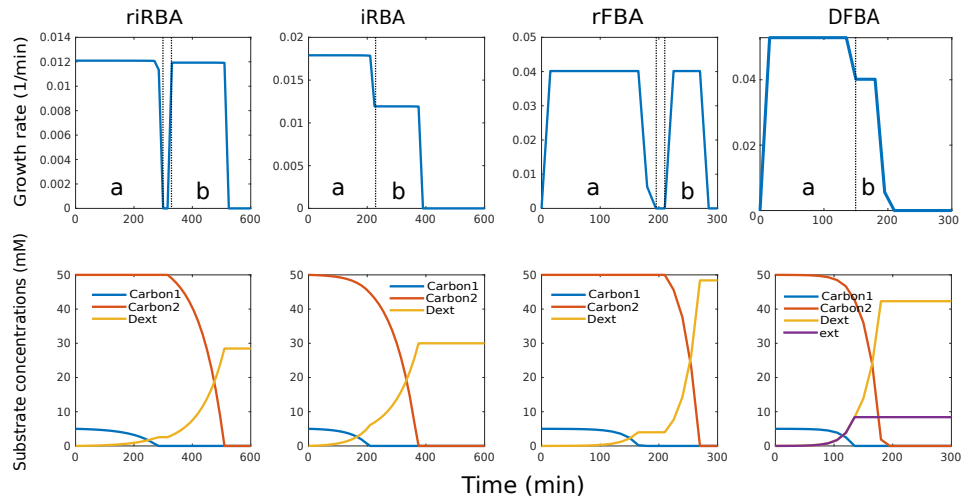 riRBA
iRBA
rFBA
DFBA
Growth rate (1/min)
0.014
0.012
0.01
0.008
0.006
0.004
0.002
0
a
b
0 200 400 600
0.02
0.015
0.01
0.005
0
a
b
0 200 400 600
0.05
0.04
0.03
0.02
0.01
0
a
b
0 100 200 300
0.04
0.02
0
a
b
0 100 200 300
Substrate concentrations (mM)
50
40
30
20
10
0
Carbon1
Carbon2
Dext
0 200 400 600
50
40
30
20
10
0
Carbon1
Carbon2
Dext
0 200 400 600
50
40
30
20
10
0
Carbon1
Carbon2
Dext
0 100 200 300
50
40
30
20
10
0
Carbon1
Carbon2
Dext
ext
0 100 200 300
Time (min)